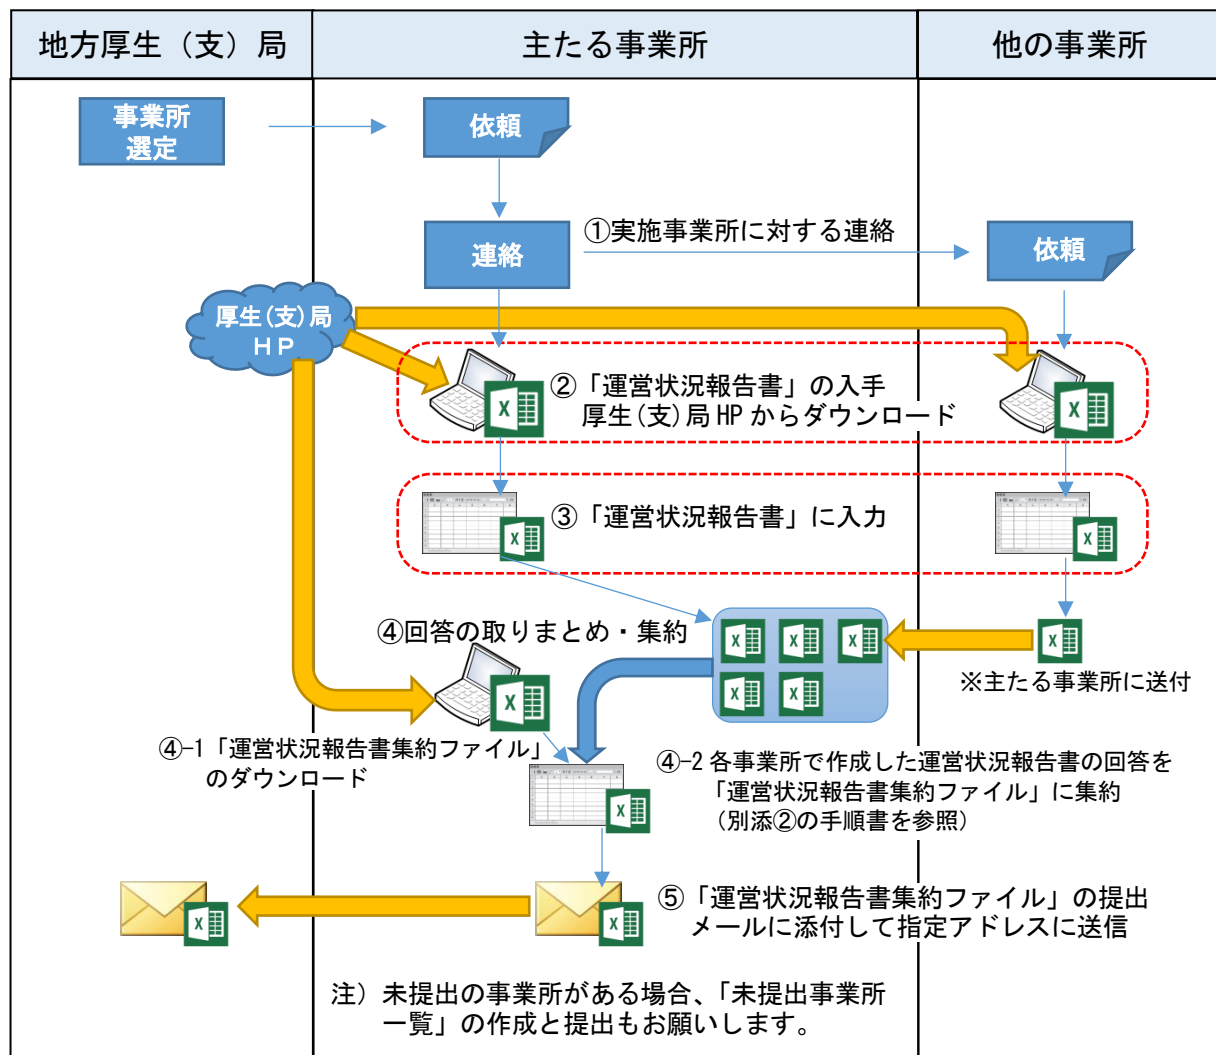 地方厚生（支）局
主たる事業所
他の事業所
事業所
選定
依頼
連絡
①実施事業所に対する連絡
依頼
厚生(支)局
ＨＰ
②「運営状況報告書」の入手
厚生(支)局 HP からダウンロード
③「運営状況報告書」に入力
④回答の取りまとめ・集約
※主たる事業所に送付
④-1「運営状況報告書集約ファイル」
のダウンロード
④-2 各事業所で作成した運営状況報告書の回答を
「運営状況報告書集約ファイル」に集約
（別添②の手順書を参照）
⑤「運営状況報告書集約ファイル」の提出
メールに添付して指定アドレスに送信
注）未提出の事業所がある場合、「未提出事業所
一覧」の作成と提出もお願いします。